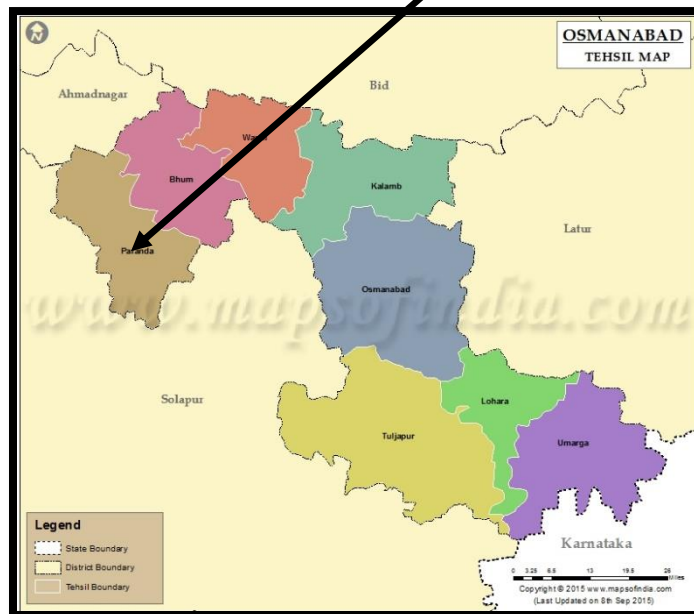 OSMANABAD
TEHSIL MAP
Ahmadnagar
Bid
Bhum
Kalamb
Paranda
Latur
Osmanabad
www.mapsofindia.com
Solapur
Lohara
Tuljapur
Umarga
Legend
State Boundary
District Boundary
Tehsil Boundary
Karnataka
0 3.25 6.5 13 19.5 26
Miles
Copyright © 2015 www.mapsofindia.com
(Last Updated on 8th Sep 2015)